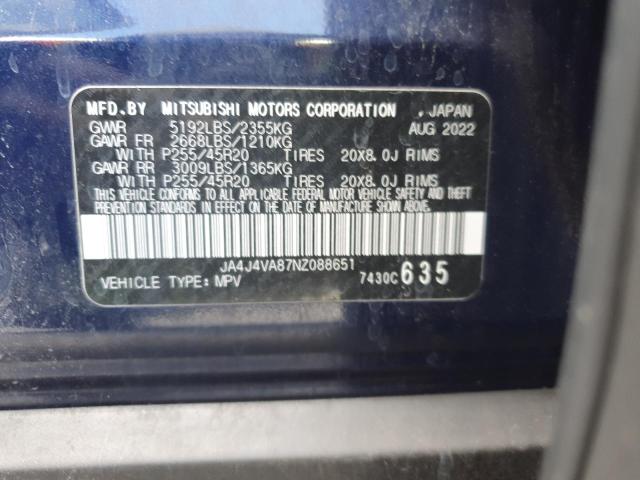 MFD.BY MITSUBISHI MOTORS CORPORATION , JAPAN
GVWR 5192LBS/2355KG AUG 2022
GAWR FR 2668LBS/1210KG
WITH P255/45R20 TIRES 20X8.0J RIMS
GAWR RR 3009LBS/1365KG
WITH P255/45R20 TIRES 20X8.0J RIMS
THIS VEHICLE CONFORMS TO ALL APPLICABLE FEDERAL MOTOR VEHICLE SAFETY AND THEFT
PREVENTION STANDARDS IN EFFECT ON THE DATE OF MANUFACTURE SHOWN ABOVE.
JA4J4VA87NZ088651
VEHICLE TYPE: MPV 7430C635